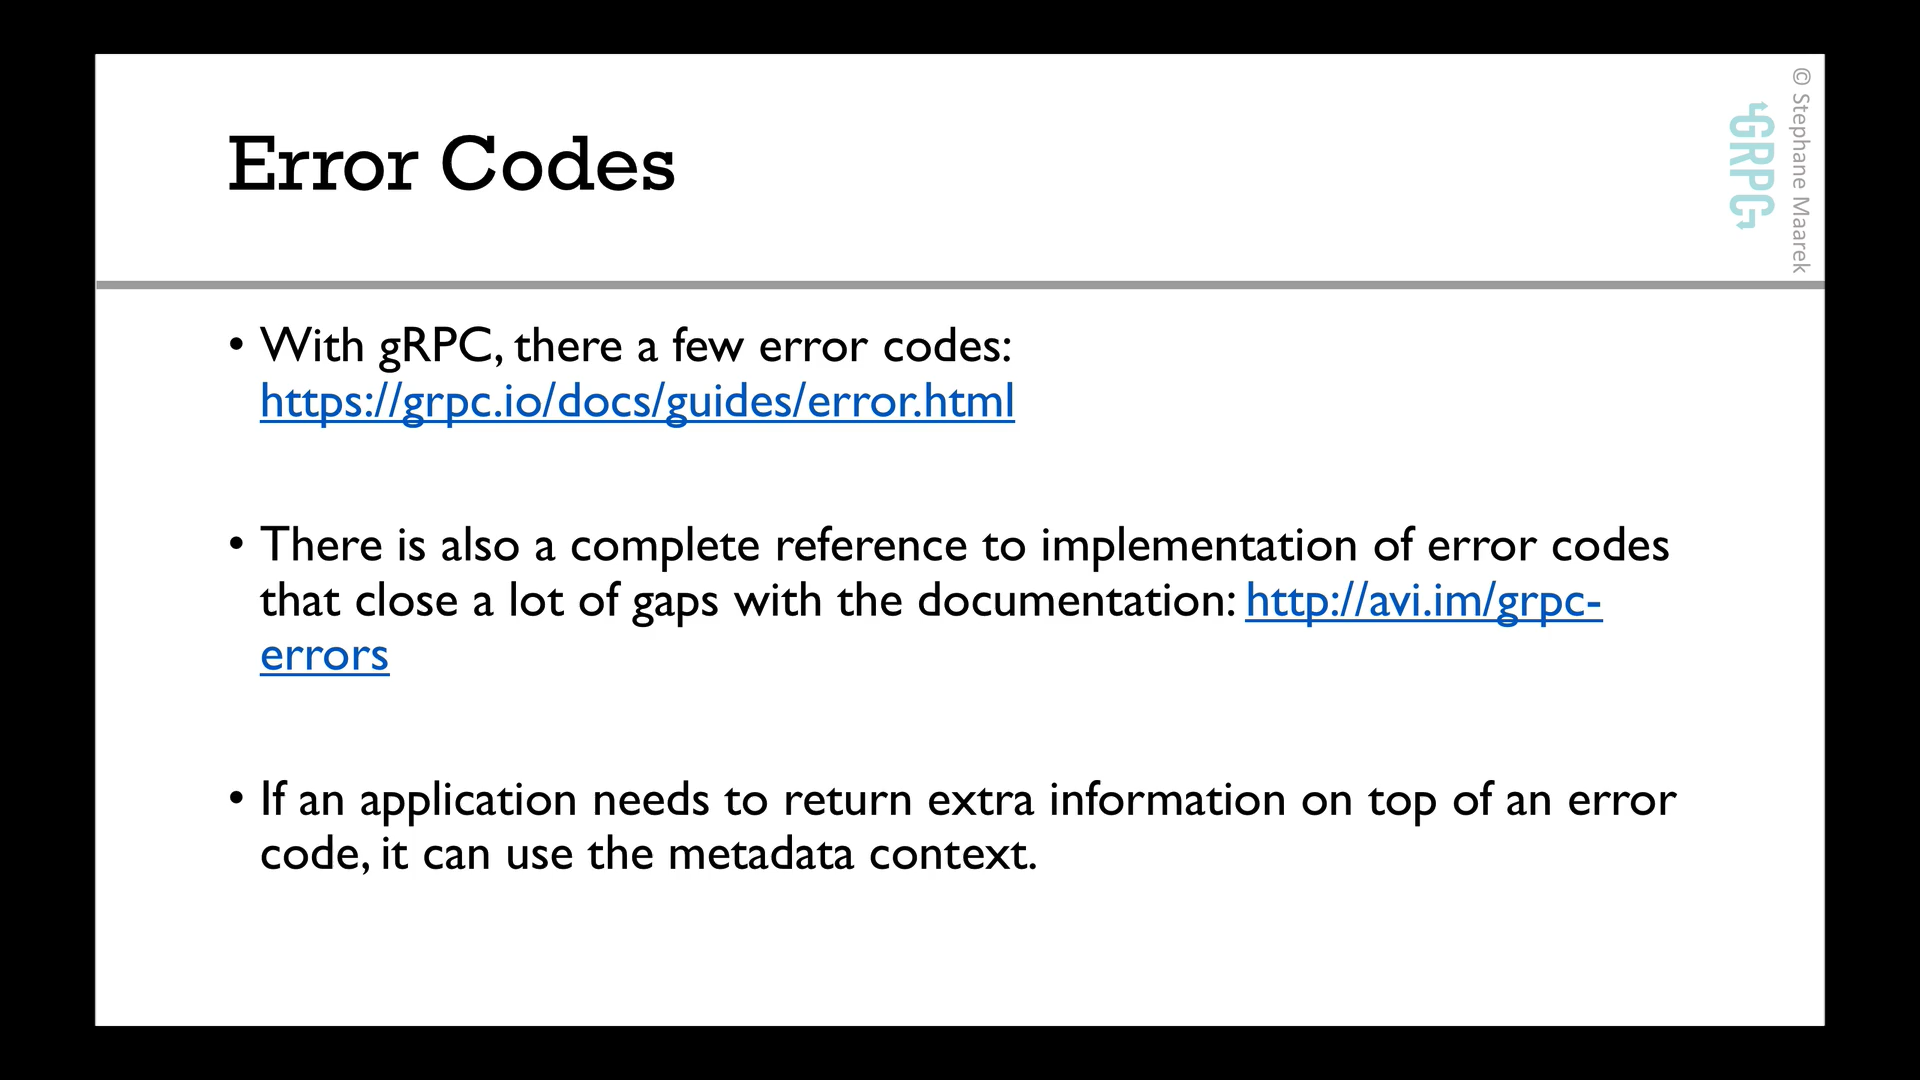 Error Codes
© Stephane Maarek
GRPC
• With gRPC, there a few error codes:
https://grpc.io/docs/guides/error.html
• There is also a complete reference to implementation of error codes
that close a lot of gaps with the documentation: http://avi.im/grpc-
errors
• If an application needs to return extra information on top of an error
code, it can use the metadata context.